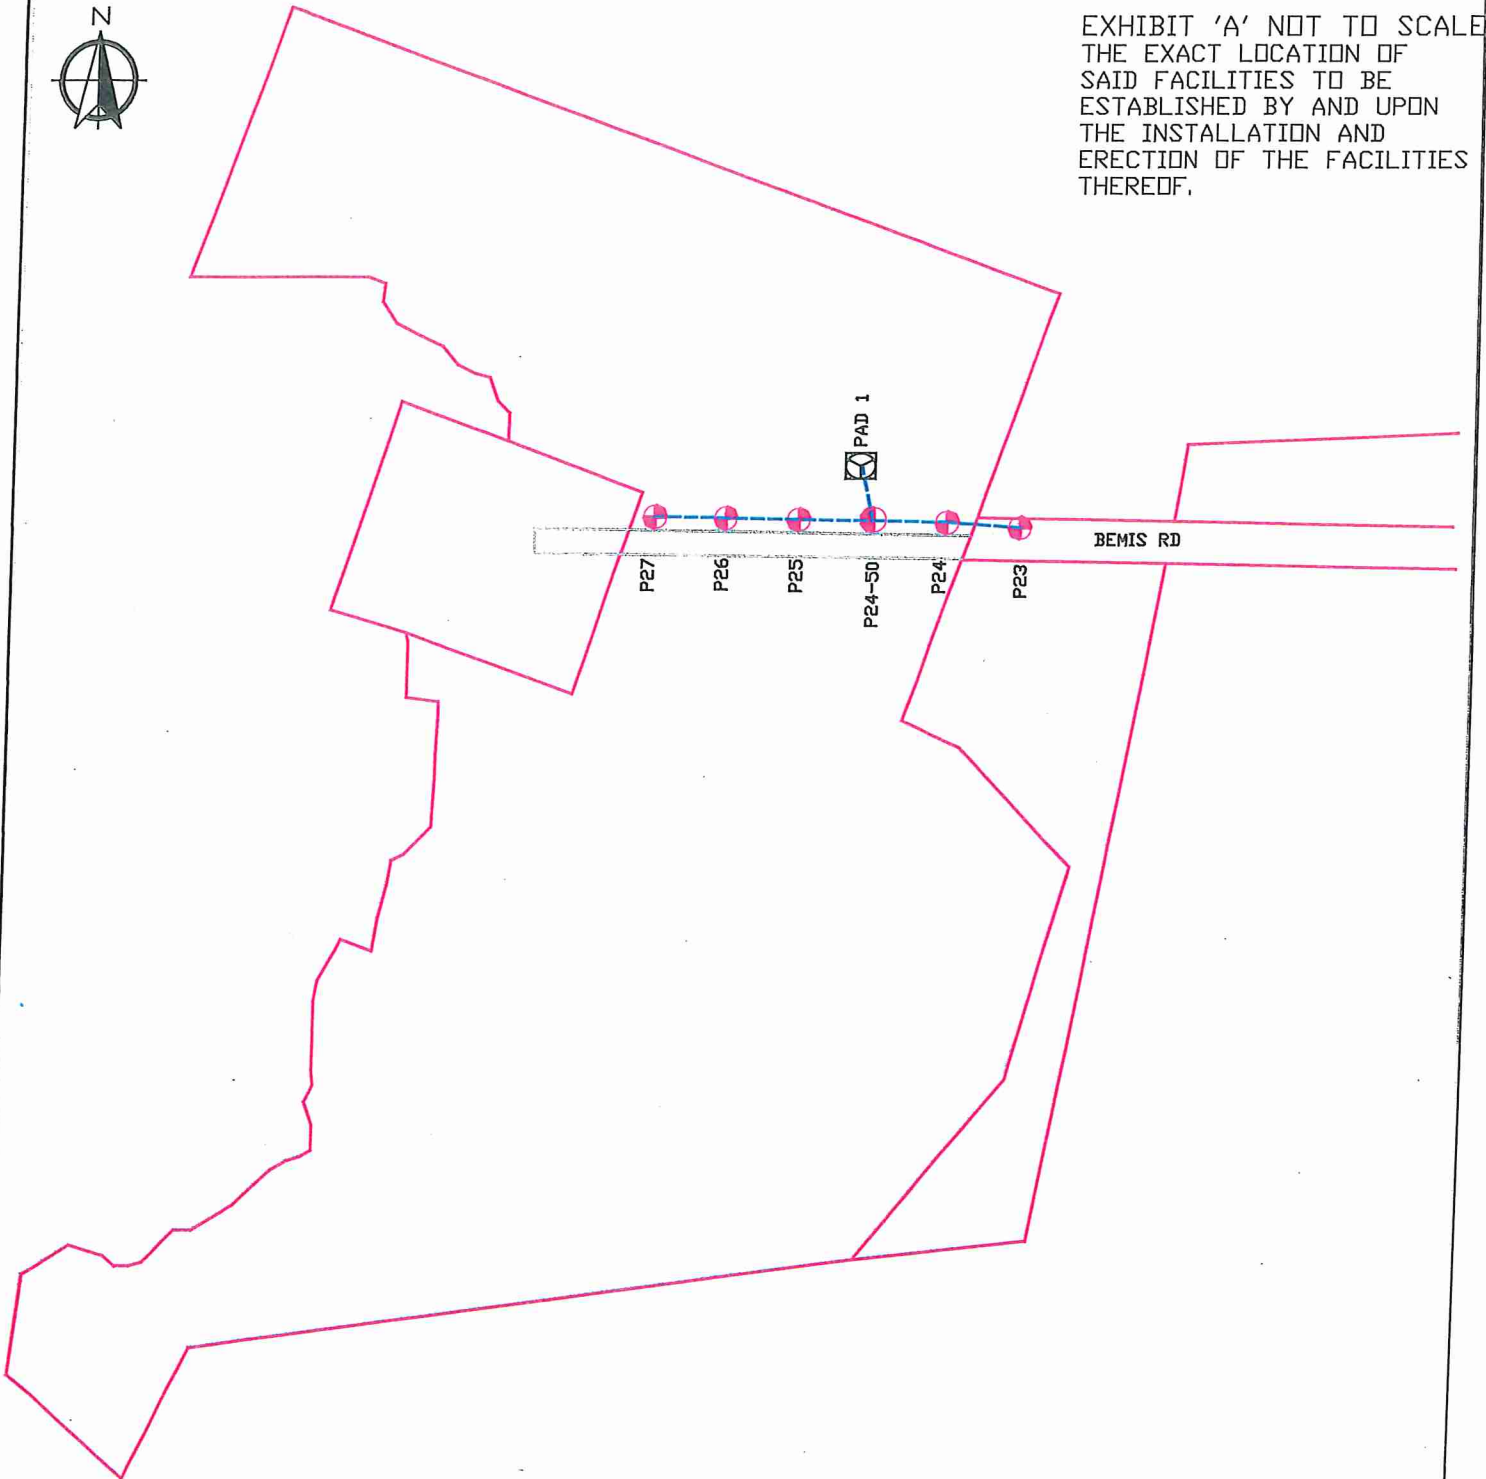 N
EXHIBIT 'A' NOT TO SCALE
THE EXACT LOCATION OF
SAID FACILITIES TO BE
ESTABLISHED BY AND UPON
THE INSTALLATION AND
ERECTION OF THE FACILITIES
THEREOF.
PAD 1
BEMIS RD
P27
P26
P25
P24-50
P24
P23